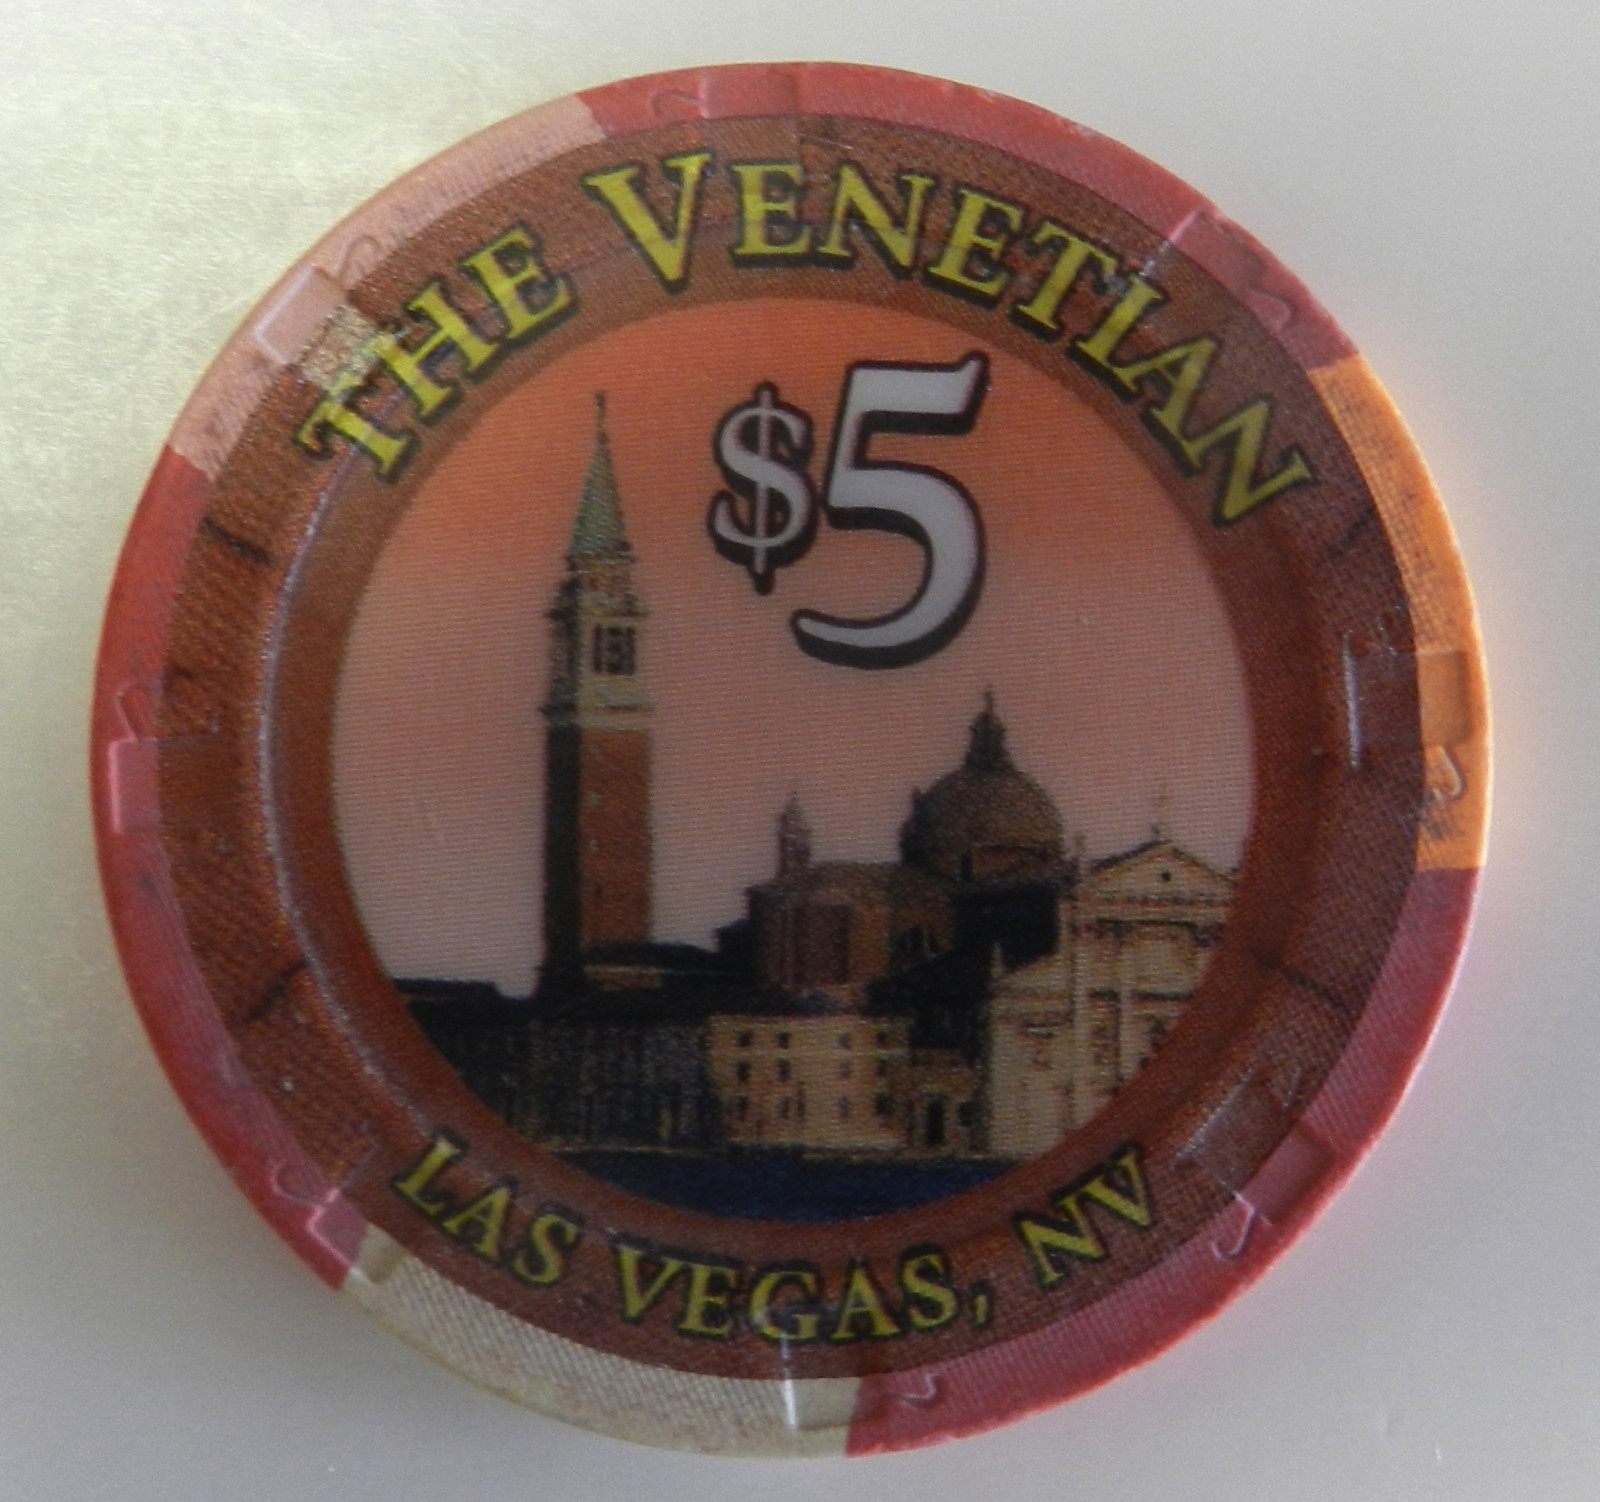 THE VENETIAN
$5
LAS VEGAS, NV